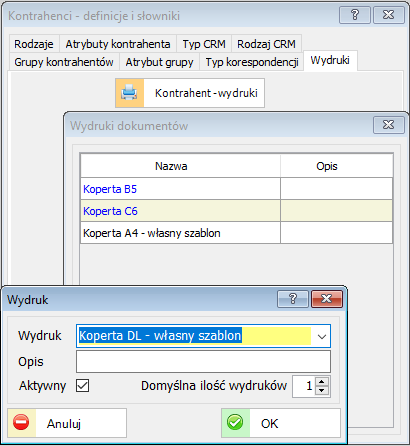 Kontrahenci - definicje i słowniki
Rodzaje Atrybuty kontrahenta Typ CRM Rodzaj CRM
Grupy kontrahentów Atrybut grupy Typ korespondencji Wydruki
Kontrahent -wydruki
Wydruki dokumentów
Nazwa Opis
Koperta B5
Koperta C6
Koperta A4 - własny szablon
Wydruk
Wydruk Koperta DL - własny szablon
Opis
Aktywny Domyślna ilość wydruków 1
Anuluj OK